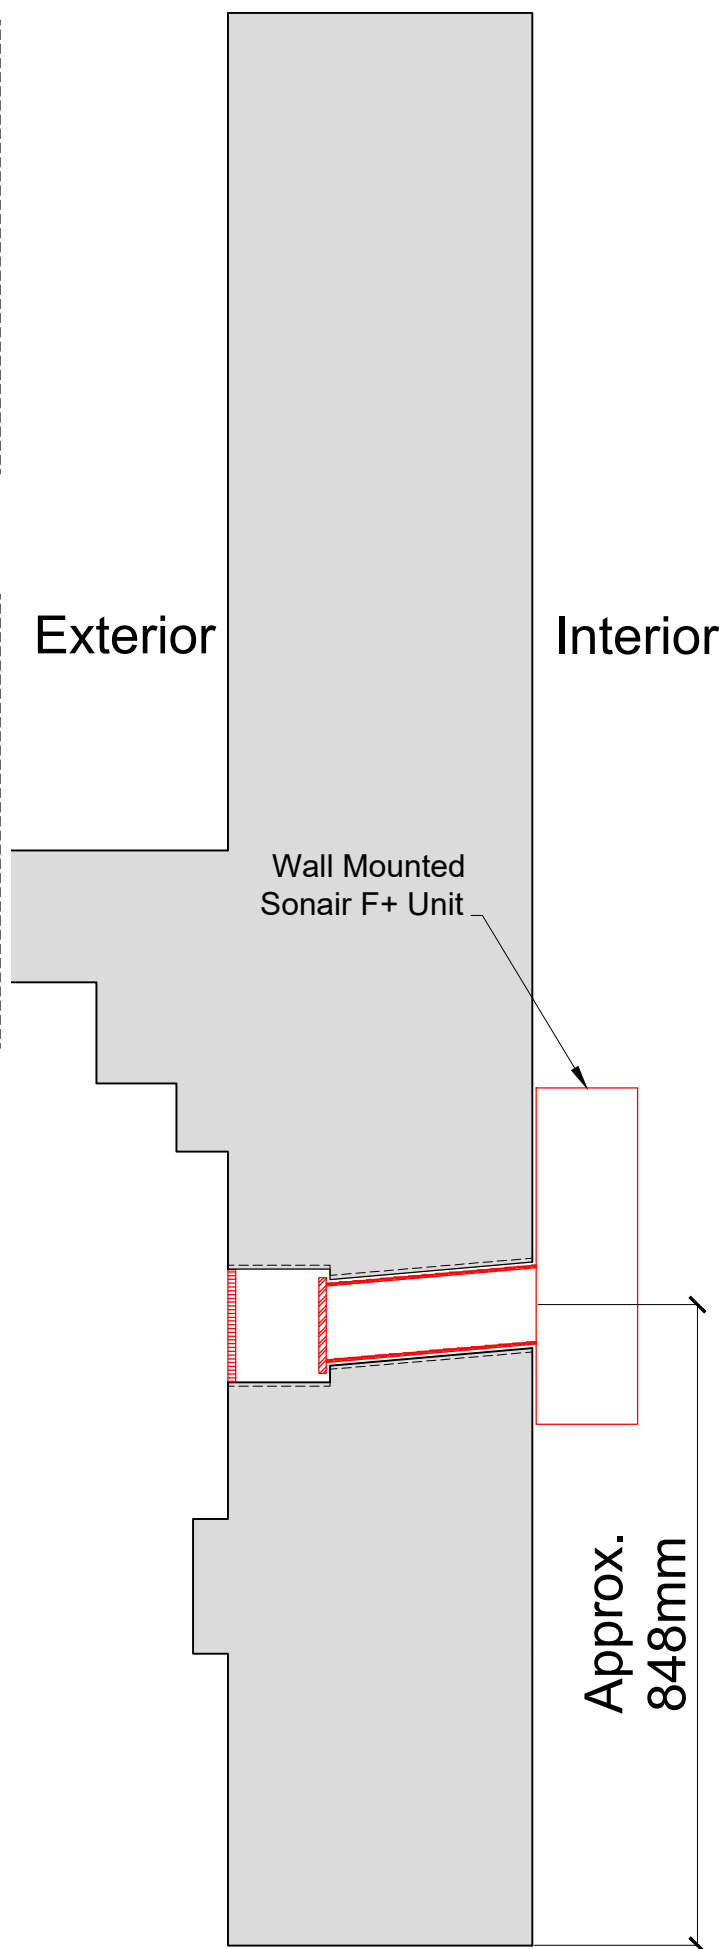 Exterior
Interior
Wall Mounted
Sonair F+ Unit
Approx.
848mm